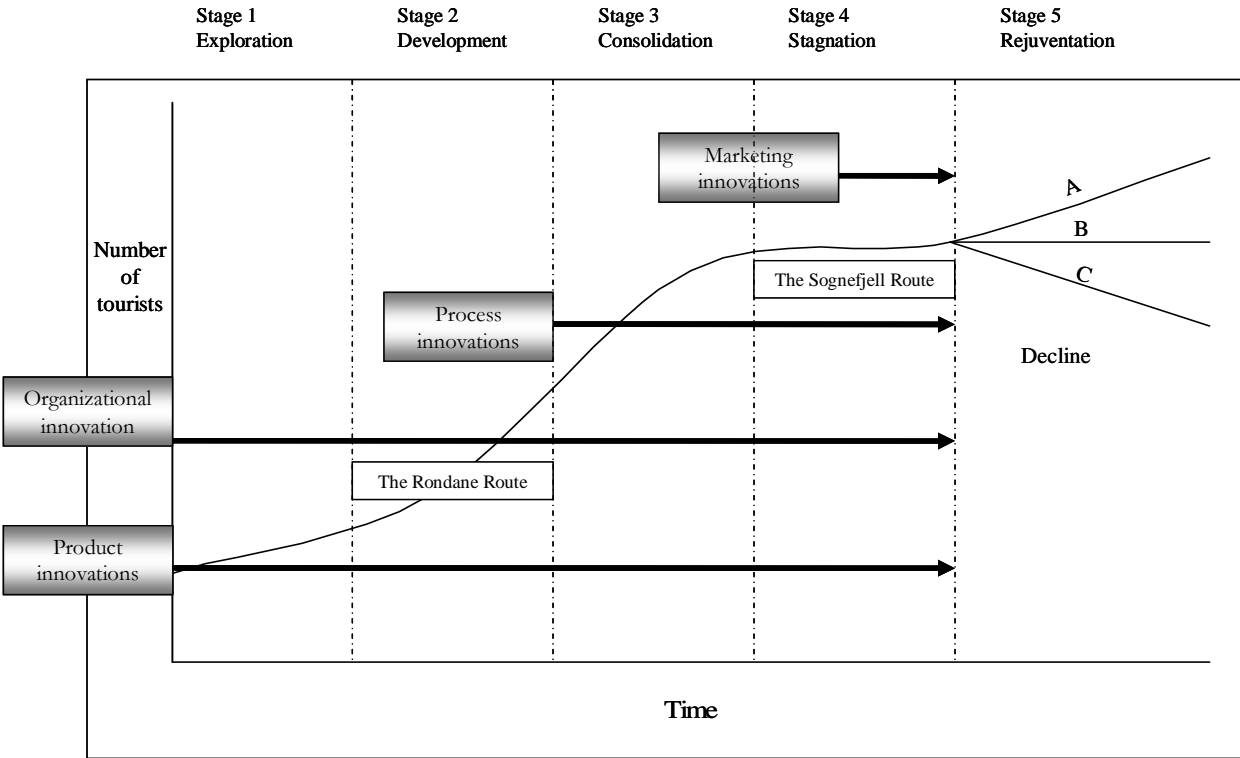 Stage 1
Exploration
Stage 2
Development
Stage 3
Consolidation
Stage 4
Stagnation
Stage 5
Rejuventation
Marketing
innovations
A
Number
of
tourists
B
The Sognefjell Route
C
Process
innovations
Decline
Organizational
innovation
The Rondane Route
Product
innovations
Time